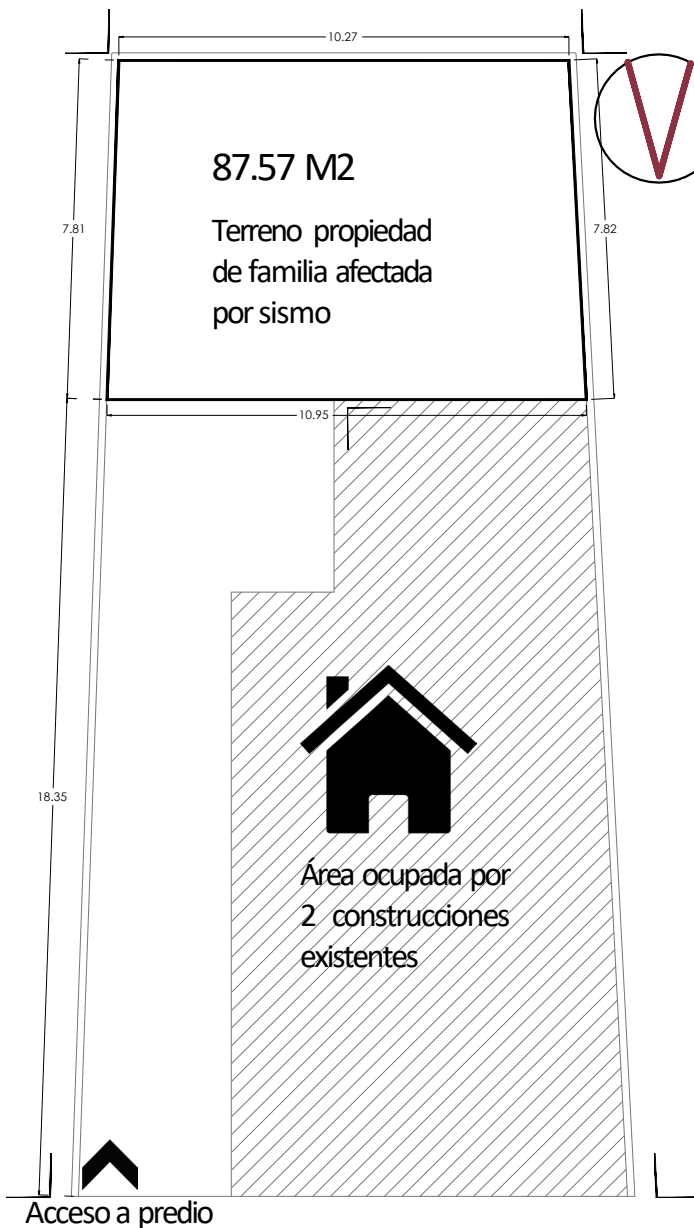 10.27
87.57 M2
Terreno propiedad
de familia afectada
por sismo
7.81
7.82
10.95
18.35
Área ocupada por
2 construcciones
existentes
Acceso a predio